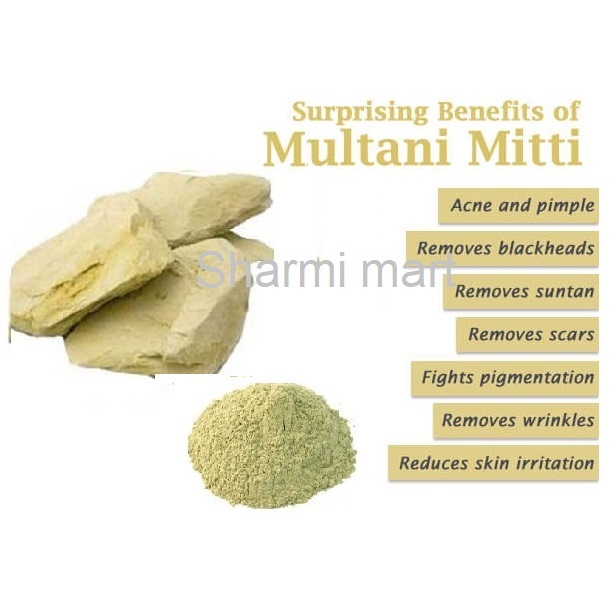 Surprising Benefits of
Multani Mitti
Acne and pimple
Removes blackheads
Sharmi mart
Removes suntan
Removes scars
Fights pigmentation
Removes wrinkles
Reduces skin irritation